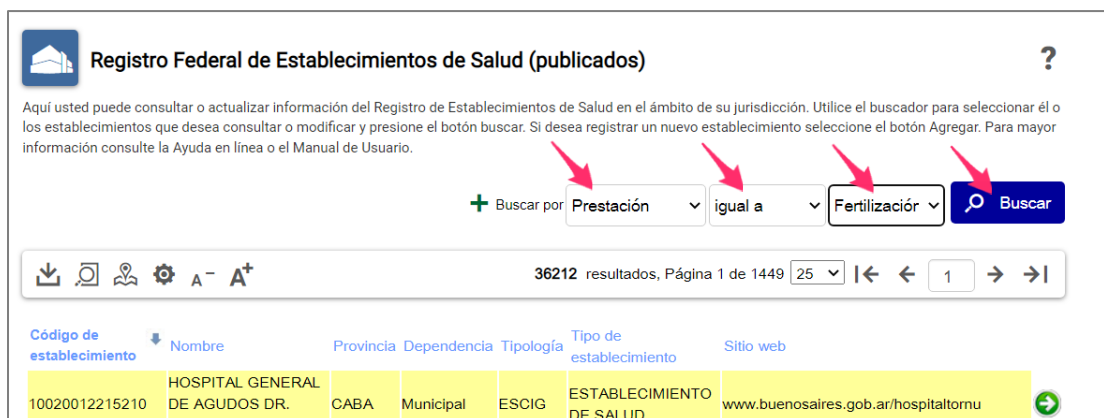 Registro Federal de Establecimientos de Salud (publicados)
?
Aquí usted puede consultar o actualizar información del Registro de Establecimientos de Salud en el ámbito de su jurisdicción. Utilice el buscador para seleccionar él o
los establecimientos que desea consultar o modificar y presione el botón buscar. Si desea registrar un nuevo establecimiento seleccione el botón Agregar. Para mayor
información consulte la Ayuda en línea o el Manual de Usuario.
+ Buscar por Prestación igual a Fertilización Buscar
A- A+ 36212 resultados, Página 1 de 1449 25 1
Código de
establecimiento Nombre Provincia Dependencia Tipología Tipo de
establecimiento Sitio web
HOSPITAL GENERAL
10020012215210 DE AGUDOS DR. CABA Municipal ESCIG ESTABLECIMIENTO
DE SALUD www.buenosaires.gob.ar/hospitaltornu